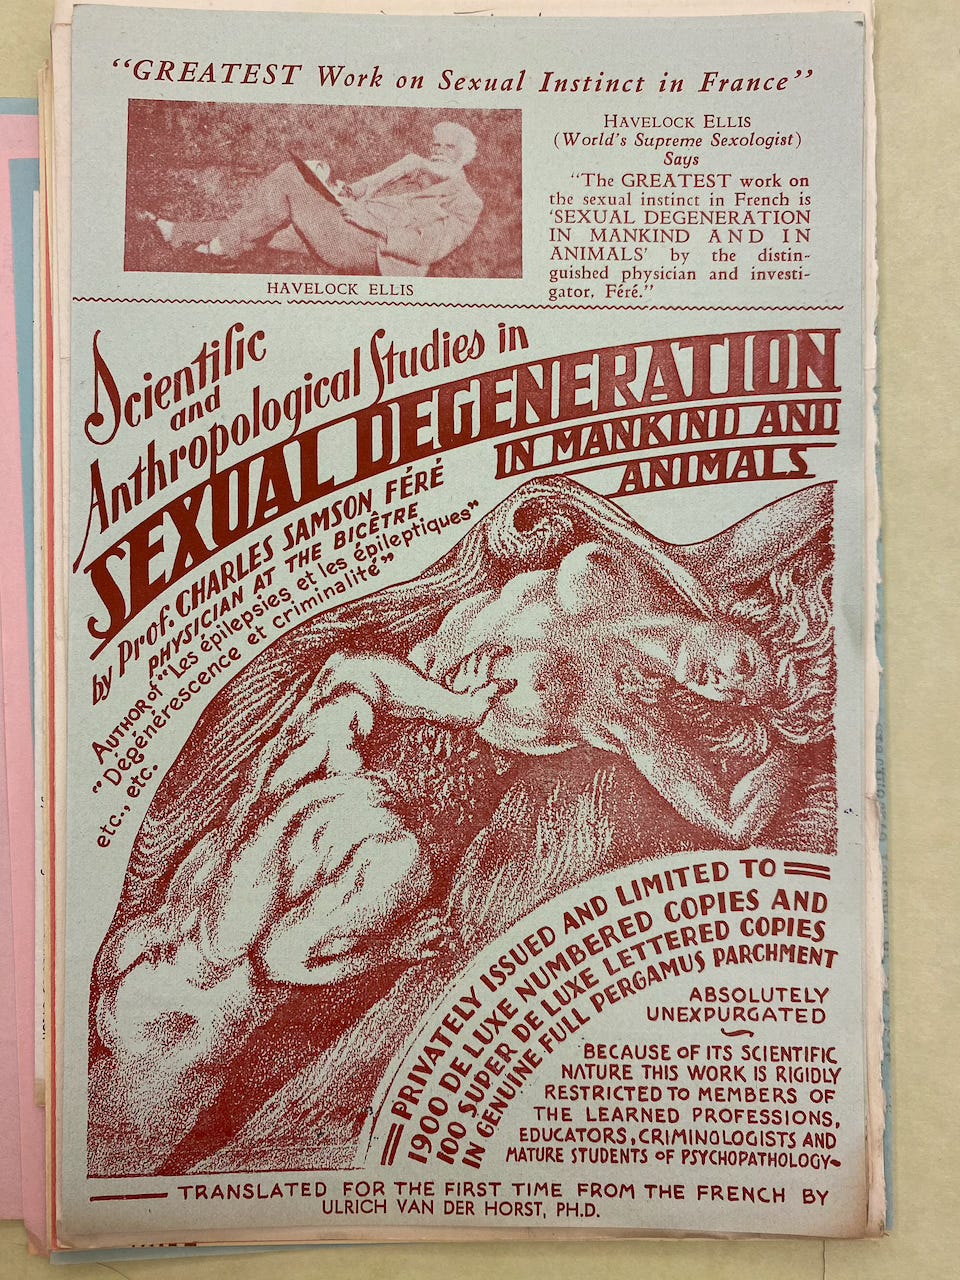 “GREATEST Work on Sexual Instinct in France”
HAVELOCK ELLIS
HAVELOCK ELLIS
(World's Supreme Sexologist)
Says
“The GREATEST work on
the sexual instinct in French is
‘SEXUAL DEGENERATION
IN MANKIND AND IN
ANIMALS’ by the distin-
guished physician and investi-
gator, Féré.”
Scientific
and
Anthropological Studies in
SEXUAL DEGENERATION
IN MANKIND AND
ANIMALS
by Prof. CHARLES SAMSON FÉRÉ
PHYSICIAN AT THE BICÊTRE
AUTHOR of "Les épilepsies et les épileptiques"
"Dégénérescence et criminalité"
etc., etc.
PRIVATELY ISSUED AND LIMITED TO
1900 DE LUXE NUMBERED COPIES AND
100 SUPER DE LUXE LETTERED COPIES
IN GENUINE FULL PERGAMUS PARCHMENT
ABSOLUTELY
UNEXPURGATED
BECAUSE OF ITS SCIENTIFIC
NATURE THIS WORK IS RIGIDLY
RESTRICTED TO MEMBERS OF
THE LEARNED PROFESSIONS,
EDUCATORS, CRIMINOLOGISTS AND
MATURE STUDENTS OF PSYCHOPATHOLOGY
TRANSLATED FOR THE FIRST TIME FROM THE FRENCH BY
ULRICH VAN DER HORST, PH.D.